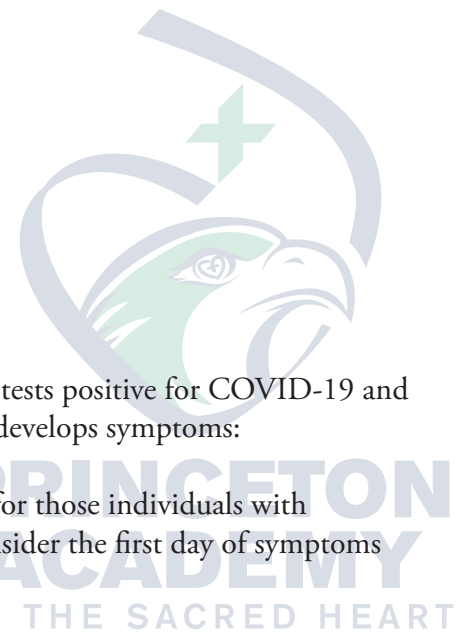 tests positive for COVID-19 and
develops symptoms:
PRINCETON
for those individuals with
sider the first day of symptoms
ACADEMY
THE SACRED HEART